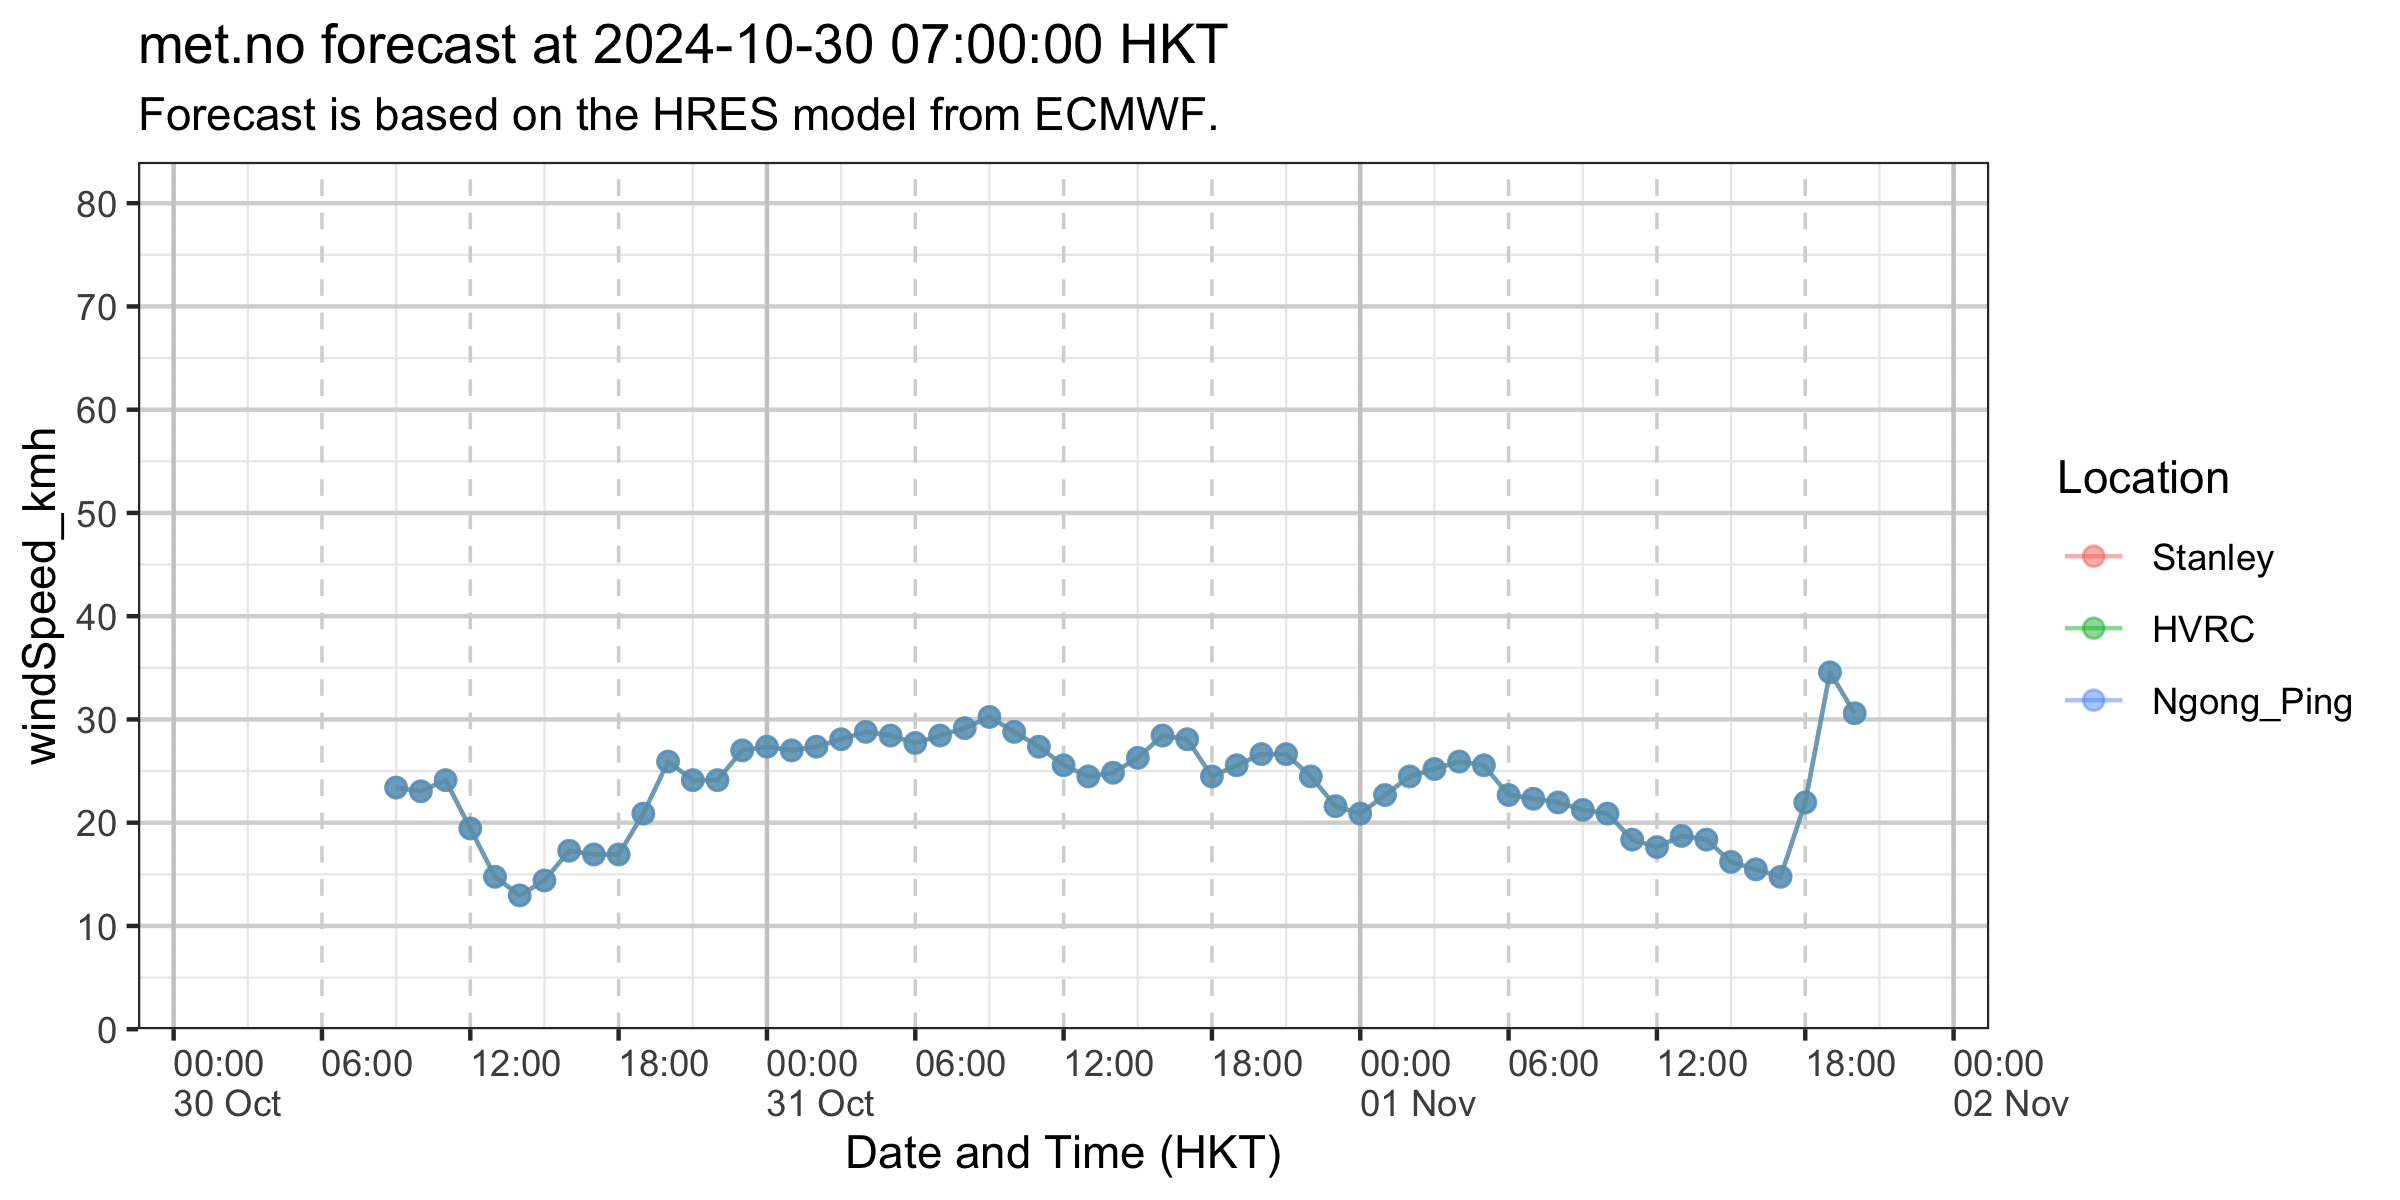 met.no forecast at 2024-10-30 07:00:00 HKT
Forecast is based on the HRES model from ECMWF.
windSpeed_kmh
80
70
60
50
40
30
20
10
0
00:00 06:00 12:00 18:00 00:00 06:00 12:00 18:00 00:00 06:00 12:00 18:00 00:00
30 Oct 31 Oct 01 Nov 02 Nov
Date and Time (HKT)
Location
Stanley
HVRC
Ngong_Ping